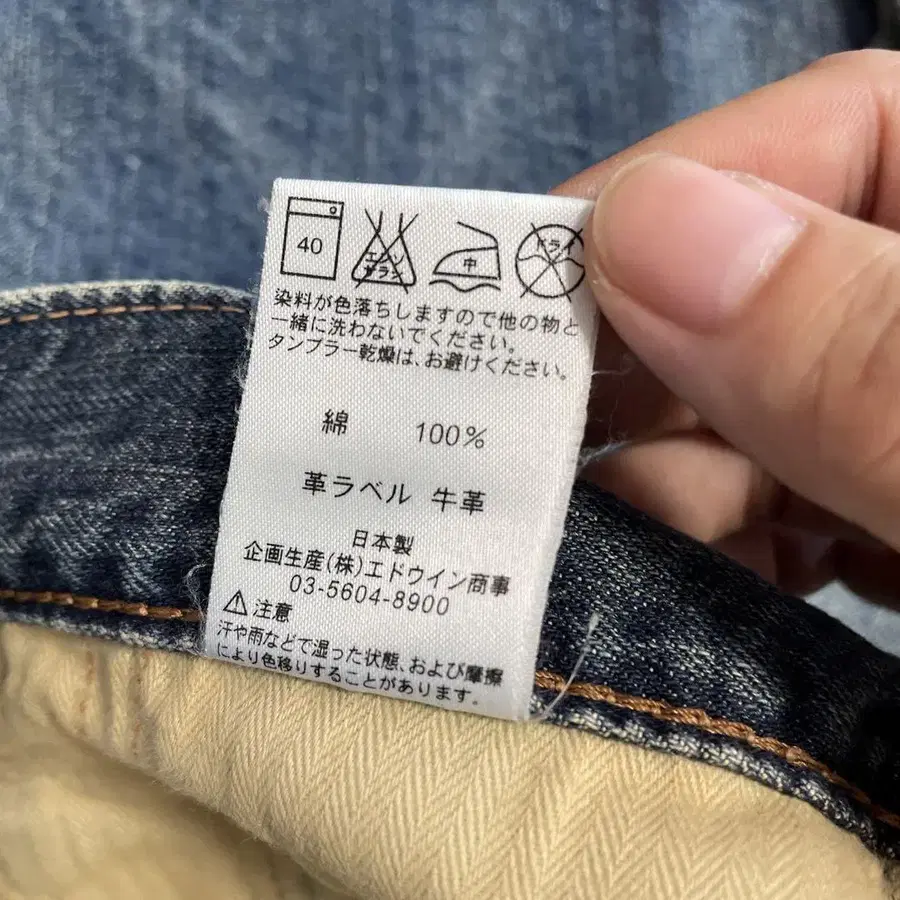 40
エンソ
サラシ
中
ドライ
染料が色落ちしますので他の物と
一緒に洗わないでください。
タンブラー乾燥は、お避けください。
綿 100%
革ラベル 牛革
日本製
企画生産(株)エドウイン商事
03-5604-8900
⚠注意
汗や雨などで湿った状態、および摩擦
により色移りすることがあります。